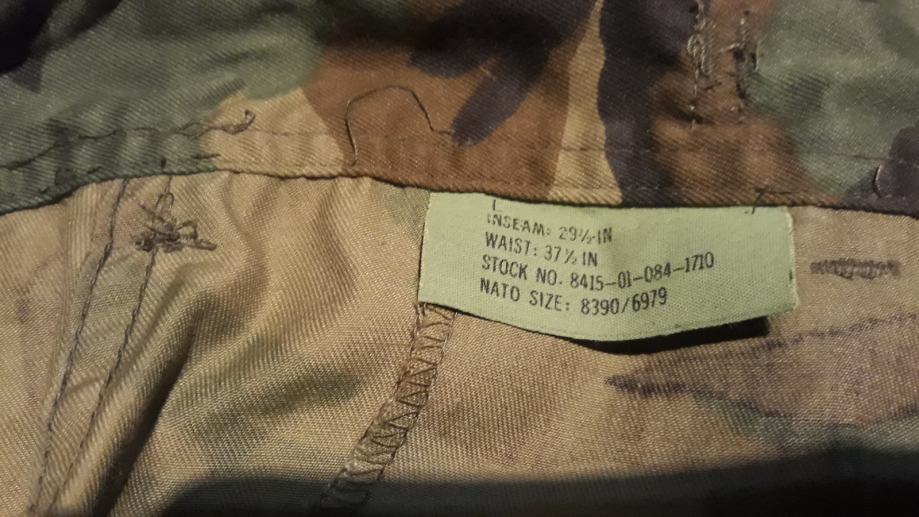 INSEAM: 29½-IN
WAIST: 37½ IN
STOCK NO. 8415-01-084-1710
NATO SIZE: 8390/6979